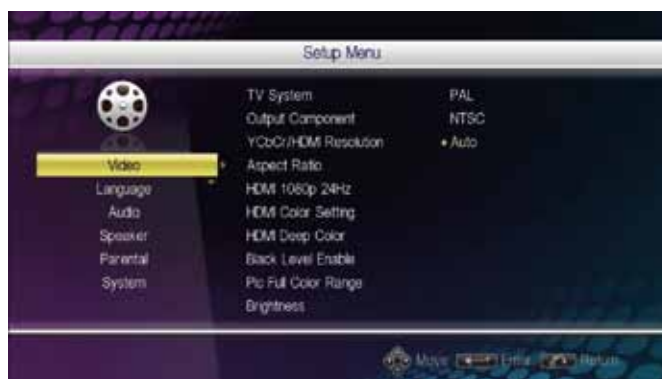 Setup Menu
TV System PAL
Output Component NTSC
YCbCr/HDMI Resolution Auto
Video Aspect Ratio
Language HDMI 1080p 24Hz
Audio HDMI Color Setting
Speaker HDMI Deep Color
Parental Black Level Enable
System Pic Full Color Range
Brightness
Move Enter Return